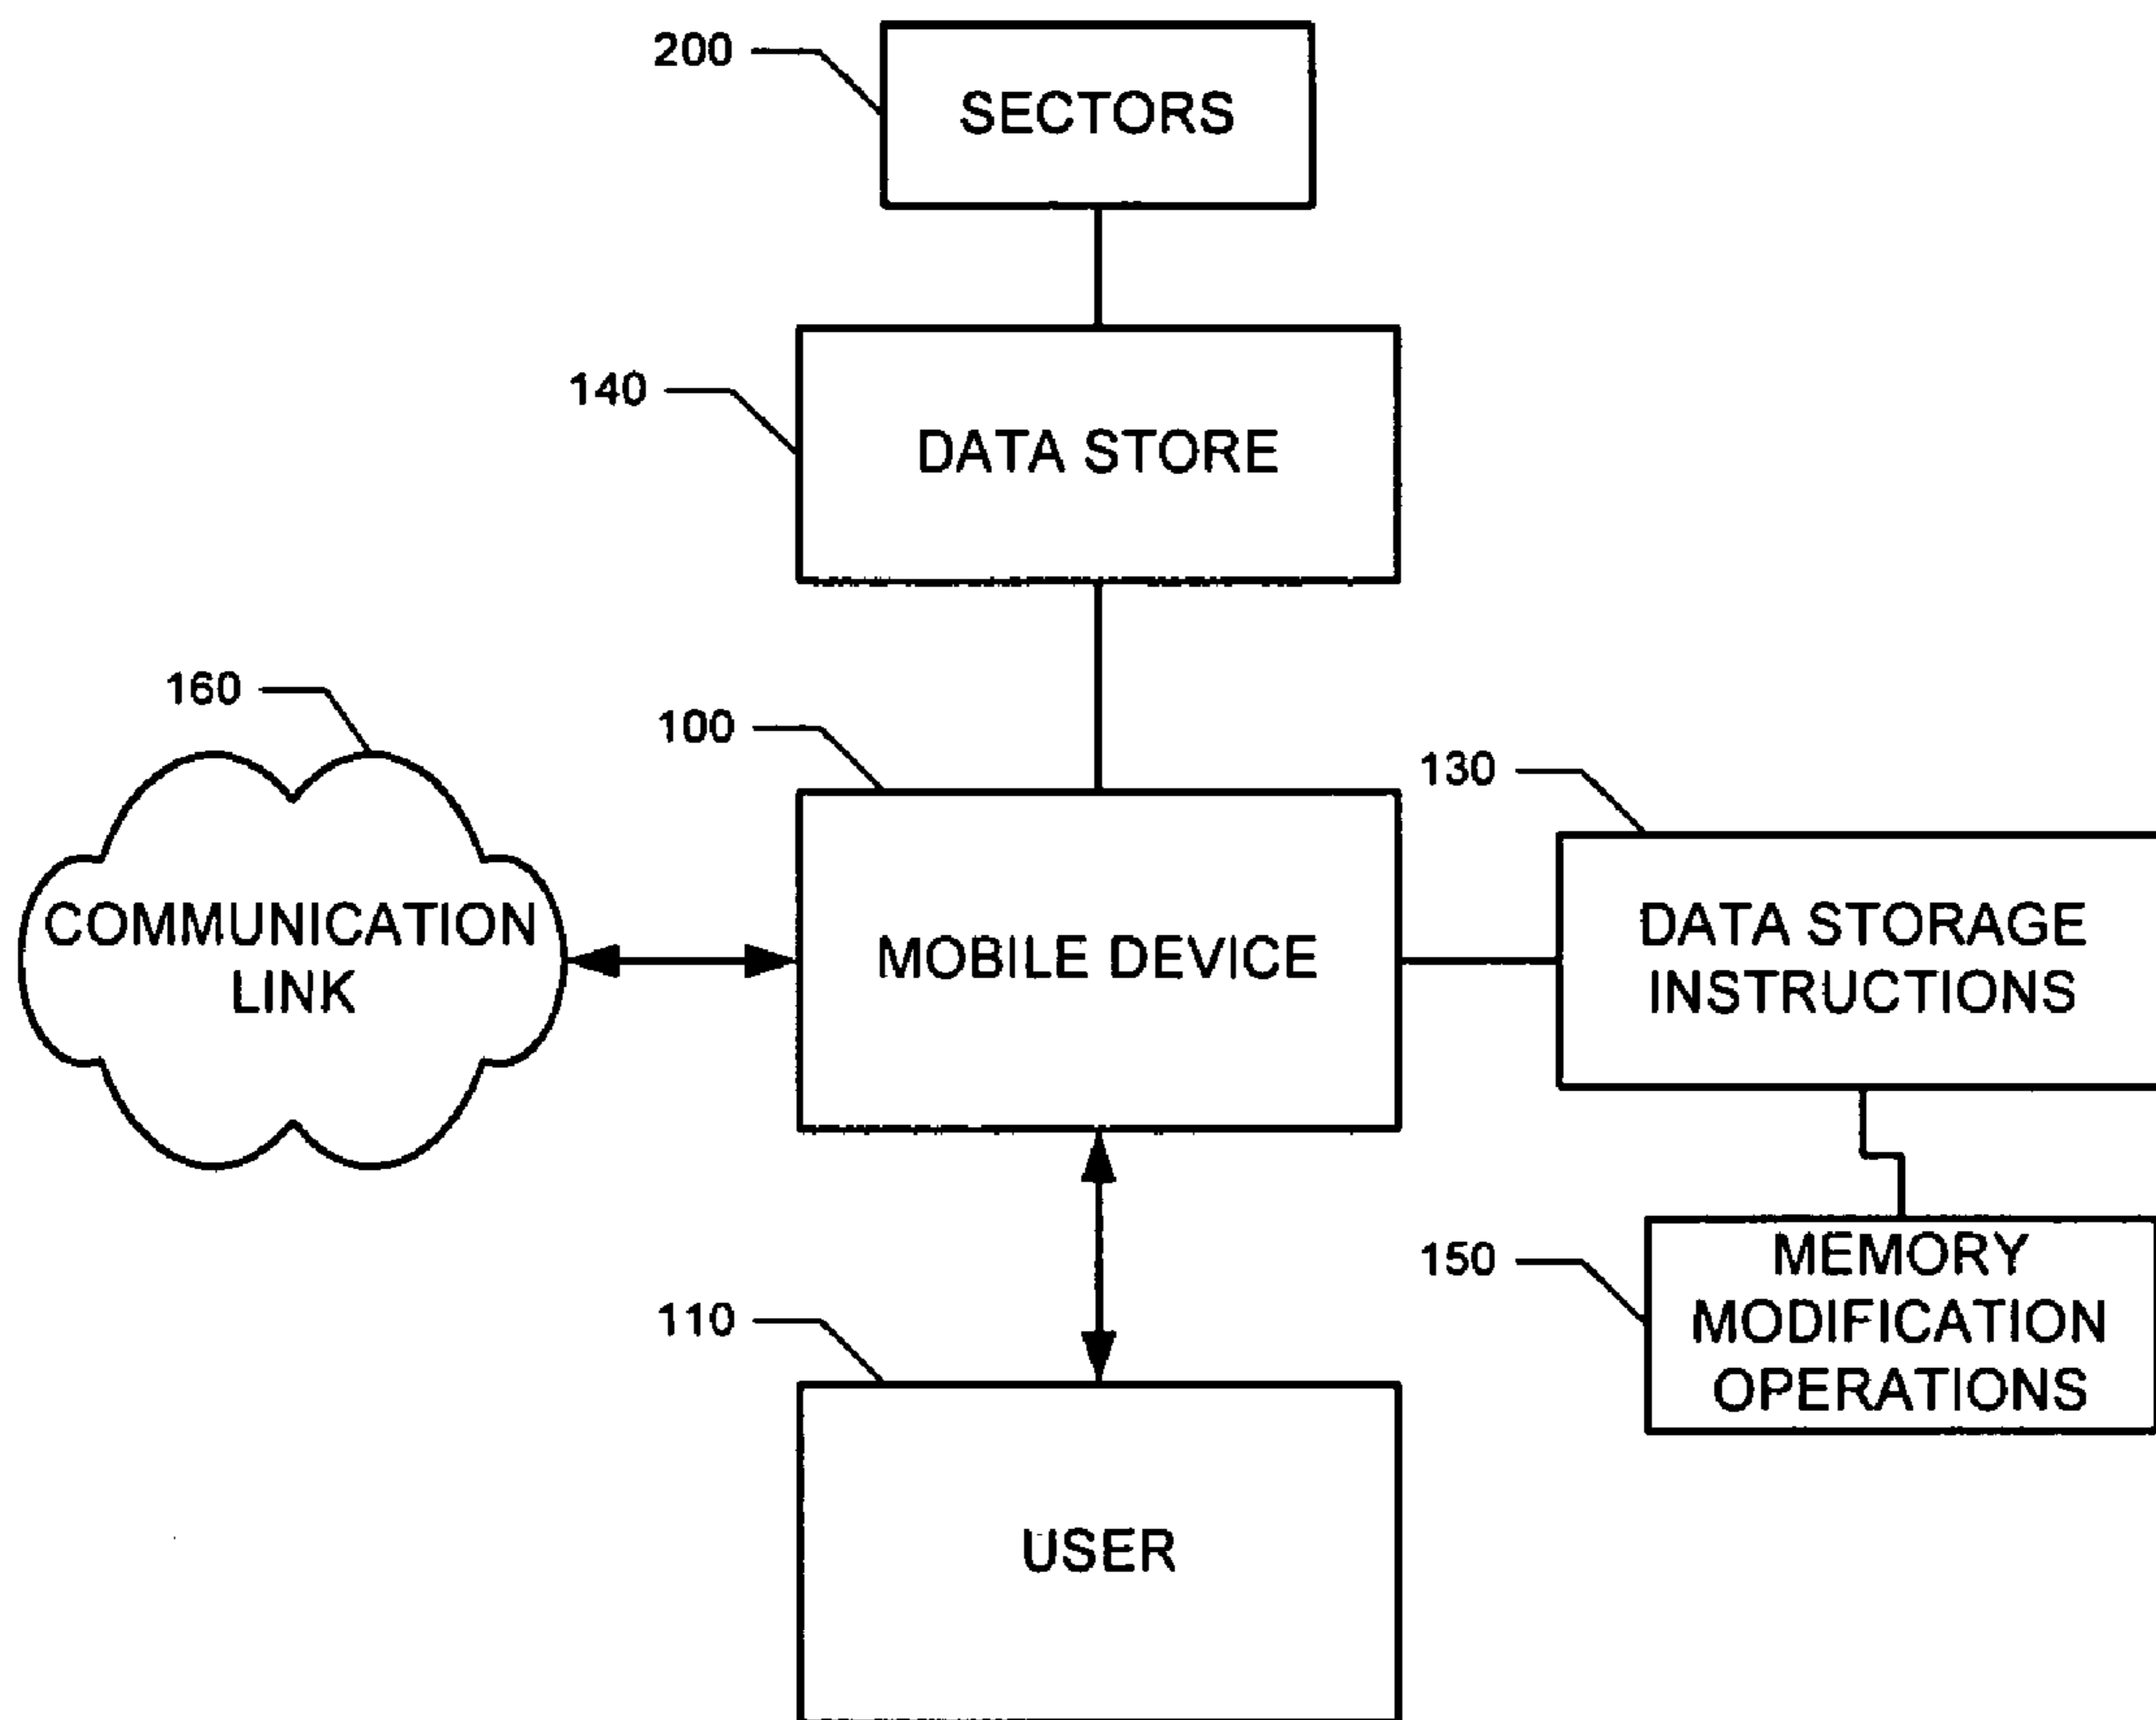 200
SECTORS
140
DATA STORE
160
100
130
COMMUNICATION
LINK
MOBILE DEVICE
DATA STORAGE
INSTRUCTIONS
150
MEMORY
MODIFICATION
OPERATIONS
110
USER